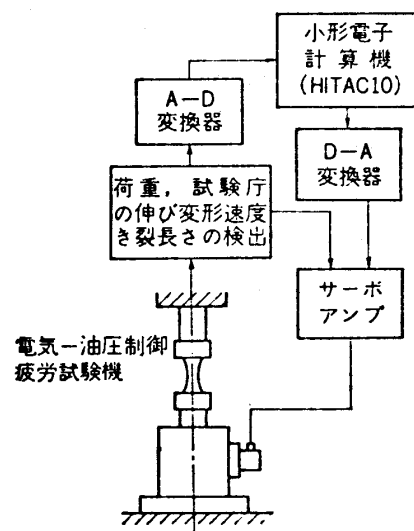 小形電子
計算機
(HITAC10)
A－D
変換器
D－A
変換器
荷重，試験庁
の伸び変形速度
き裂長さの検出
サーボ
アンプ
電気－油圧制御
疲労試験機